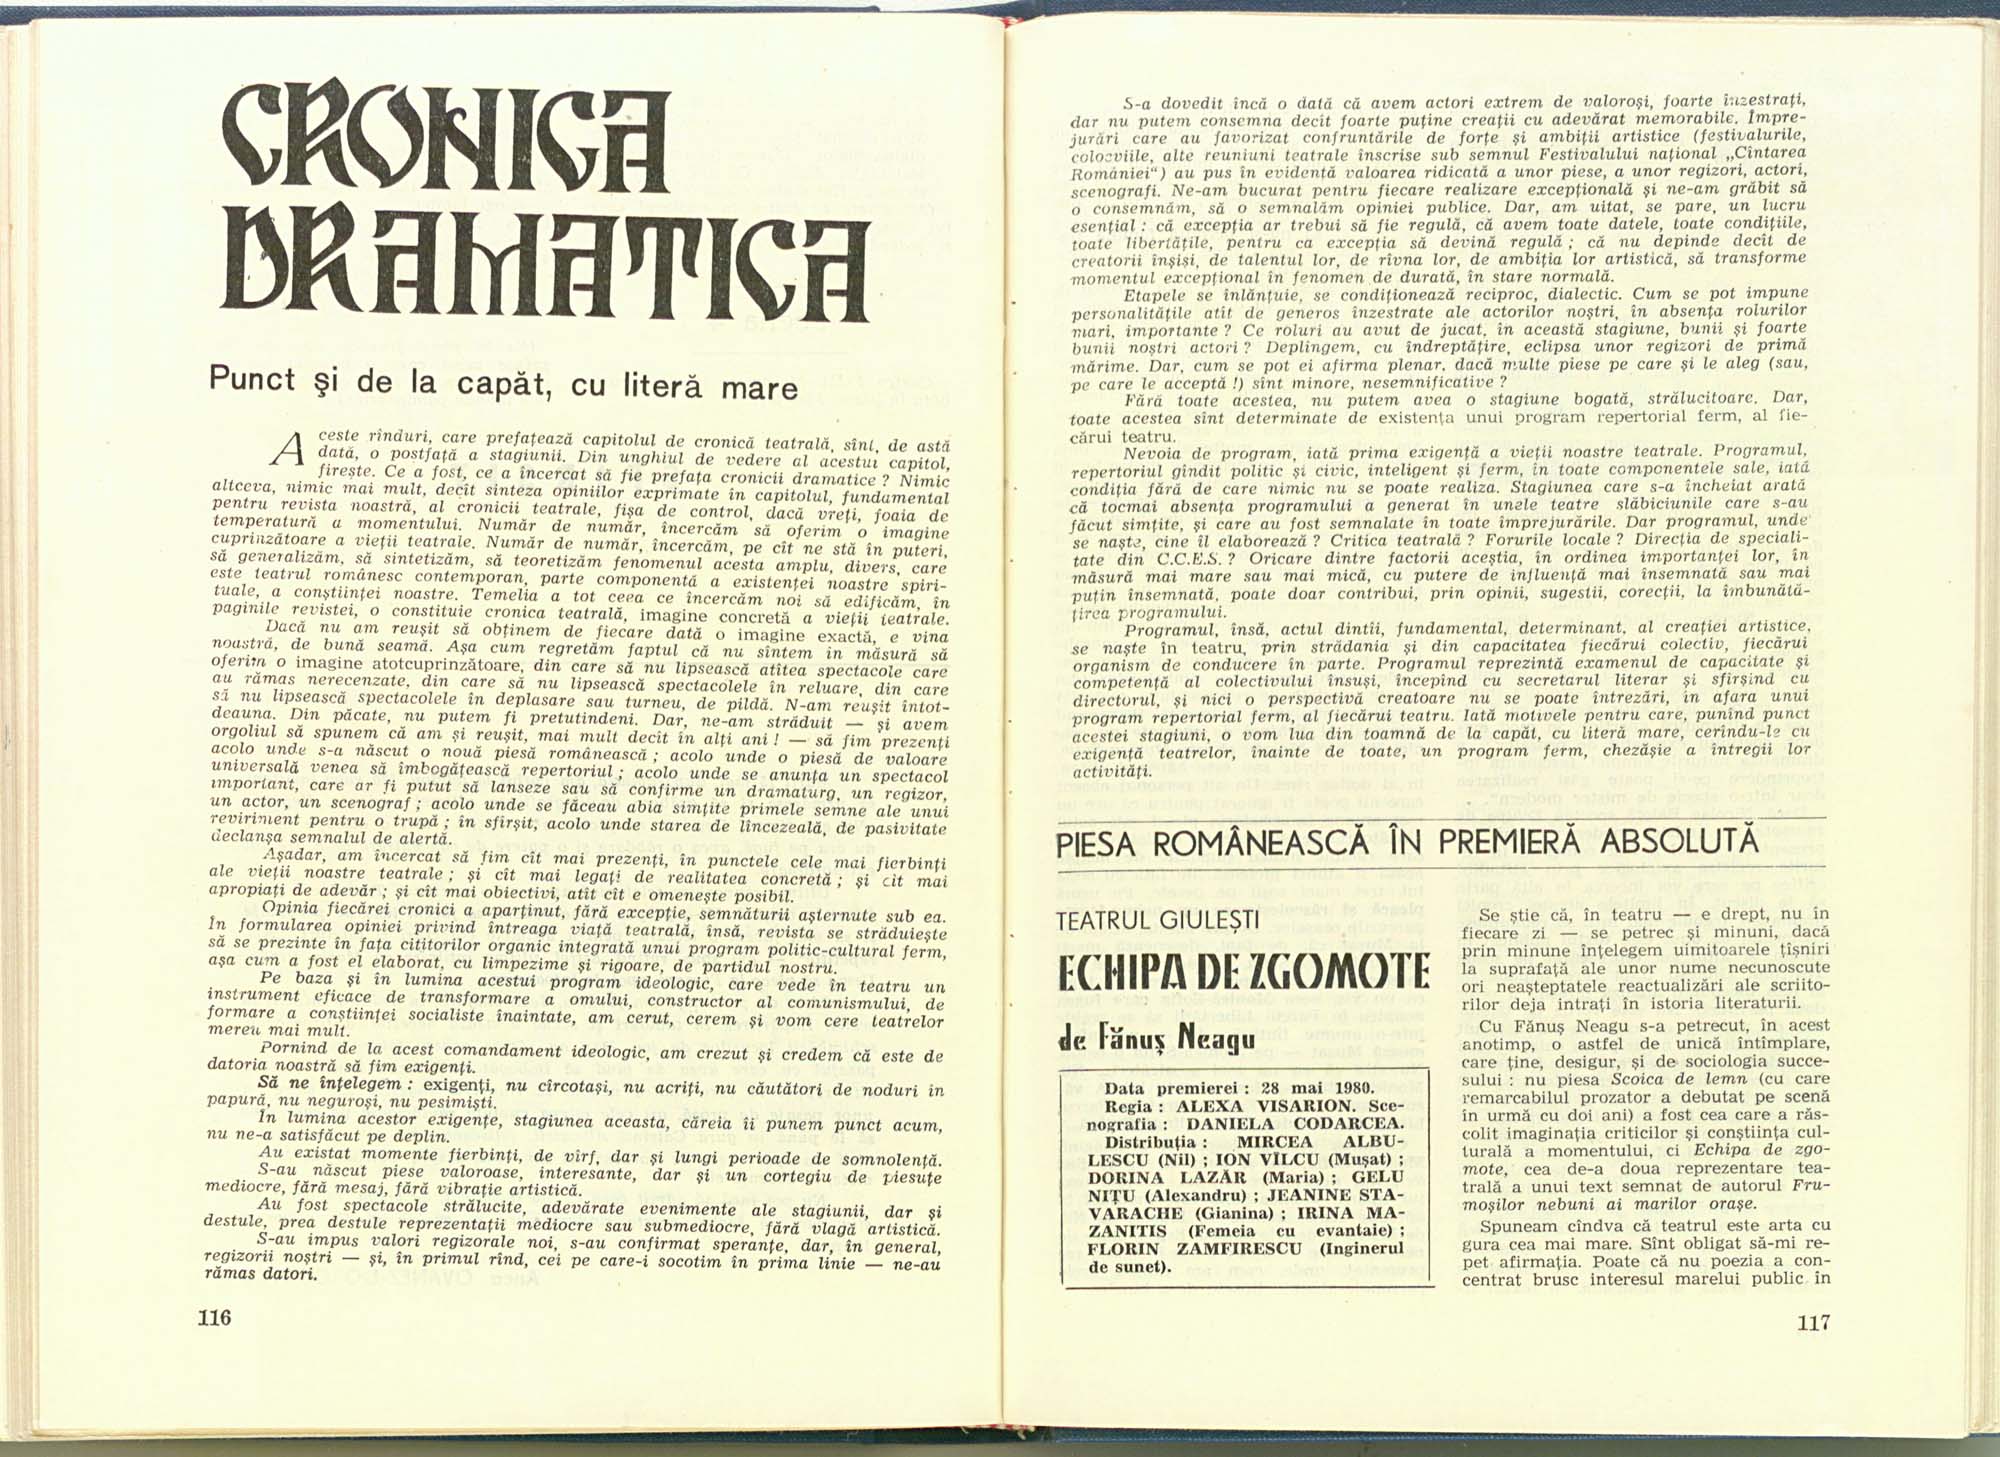 CRONICA
DRAMATICA
Punct şi de la capăt, cu literă mare
Aceste rînduri, care prefaţează capitolul de cronică teatrală, sînt, de astă
dată, o postfaţă a stagiunii. Din unghiul de vedere al acestui capitol,
fireşte. Ce a fost, ce a încercat să fie prefaţa cronicii dramatice ? Nimic
altceva, nimic mai mult, decît sinteza opiniilor exprimate în capitolul, fundamental
pentru revista noastră, al cronicii teatrale, fişa de control, dacă vreţi, foaia de
temperatură a momentului. Număr de număr, încercăm să oferim o imagine
cuprinzătoare a vieţii teatrale. Număr de număr, încercăm, pe cît ne stă în puteri,
să generalizăm, să sintetizăm, să teoretizăm fenomenul acesta amplu, divers, care
este teatrul românesc contemporan, parte componentă a existenţei noastre spiri-
tuale, a conştiinţei noastre. Temelia a tot ceea ce încercăm noi să edificăm, în
paginile revistei, o constituie cronica teatrală, imagine concretă a vieţii teatrale.
Dacă nu am reuşit să obţinem de fiecare dată o imagine exactă, e vina
noastră, de bună seamă. Aşa cum regretăm faptul că nu sîntem în măsură să
oferim o imagine atotcuprinzătoare, din care să nu lipsească atîtea spectacole care
au rămas nerecenzate, din care să nu lipsească spectacolele în reluare, din care
să nu lipsească spectacolele în deplasare sau turneu, de pildă. N-am reuşit întot-
deauna. Din păcate, nu putem fi pretutindeni. Dar, ne-am străduit — şi avem
orgoliul să spunem că am şi reuşit, mai mult decît în alţi ani ! — să fim prezenţi
acolo unde s-a născut o nouă piesă românească ; acolo unde o piesă de valoare
universală venea să îmbogăţească repertoriul ; acolo unde se anunţa un spectacol
important, care ar fi putut să lanseze sau să confirme un dramaturg, un regizor,
un actor, un scenograf ; acolo unde se făceau abia simţite primele semne ale unui
reviriment pentru o trupă ; în sfîrşit, acolo unde starea de lîncezeală, de pasivitate
declanşa semnalul de alertă.
Aşadar, am încercat să fim cît mai prezenţi, în punctele cele mai fierbinţi
ale vieţii noastre teatrale ; şi cît mai legaţi de realitatea concretă ; şi cît mai
apropiaţi de adevăr ; şi cît mai obiectivi, atît cît e omeneşte posibil.
Opinia fiecărei cronici a aparţinut, fără excepţie, semnăturii aşternute sub ea.
În formularea opiniei privind întreaga viaţă teatrală, însă, revista se străduieşte
să se prezinte în faţa cititorilor organic integrată unui program politic-cultural ferm,
aşa cum a fost el elaborat, cu limpezime şi rigoare, de partidul nostru.
Pe baza şi în lumina acestui program ideologic, care vede în teatru un
instrument eficace de transformare a omului, constructor al comunismului, de
formare a conştiinţei socialiste înaintate, am cerut, cerem şi vom cere teatrelor
mereu mai mult.
Pornind de la acest comandament ideologic, am crezut şi credem că este de
datoria noastră să fim exigenţi.
Să ne înţelegem : exigenţi, nu cîrcotaşi, nu acriţi, nu căutători de noduri în
papură, nu neguroşi, nu pesimişti.
În lumina acestor exigenţe, stagiunea aceasta, căreia îi punem punct acum,
nu ne-a satisfăcut pe deplin.
Au existat momente fierbinţi, de vîrf, dar şi lungi perioade de somnolenţă.
S-au născut piese valoroase, interesante, dar şi un cortegiu de piesuţe
mediocre, fără mesaj, fără vibraţie artistică.
Au fost spectacole strălucite, adevărate evenimente ale stagiunii, dar şi
destule, prea destule reprezentaţii mediocre sau submediocre, fără vlagă artistică.
S-au impus valori regizorale noi, s-au confirmat speranţe, dar, în general,
regizorii noştri — şi, în primul rînd, cei pe care-i socotim în prima linie — ne-au
rămas datori.
116
S-a dovedit încă o dată că avem actori extrem de valoroşi, foarte înzestraţi,
dar nu putem consemna decît foarte puţine creaţii cu adevărat memorabile. Împre-
jurări care au favorizat confruntările de forţe şi ambiţii artistice (festivalurile,
colocviile, alte reuniuni teatrale înscrise sub semnul Festivalului naţional „Cîntarea
României“) au pus în evidenţă valoarea ridicată a unor piese, a unor regizori, actori,
scenografi. Ne-am bucurat pentru fiecare realizare excepţională şi ne-am grăbit să
o consemnăm, să o semnalăm opiniei publice. Dar, am uitat, se pare, un lucru
esenţial : că excepţia ar trebui să fie regulă, că avem toate datele, toate condiţiile,
toate libertăţile, pentru ca excepţia să devină regulă ; că nu depinde decît de
creatorii înşişi, de talentul lor, de rîvna lor, de ambiţia lor artistică, să transforme
momentul excepţional în fenomen de durată, în stare normală.
Etapele se înlănţuie, se condiţionează reciproc, dialectic. Cum se pot impune
personalităţile atît de generos înzestrate ale actorilor noştri, în absenţa rolurilor
mari, importante ? Ce roluri au avut de jucat, în această stagiune, bunii şi foarte
bunii noştri actori ? Deplîngem, cu îndreptăţire, eclipsa unor regizori de primă
mărime. Dar, cum se pot ei afirma plenar, dacă multe piese pe care şi le aleg (sau,
pe care le acceptă !) sînt minore, nesemnificative ?
Fără toate acestea, nu putem avea o stagiune bogată, strălucitoare. Dar,
toate acestea sînt determinate de existenţa unui program repertorial ferm, al fie-
cărui teatru.
Nevoia de program, iată prima exigenţă a vieţii noastre teatrale. Programul,
repertoriul gîndit politic şi civic, inteligent şi ferm, în toate componentele sale, iată
condiţia fără de care nimic nu se poate realiza. Stagiunea care s-a încheiat arată
că tocmai absenţa programului a generat în unele teatre slăbiciunile care s-au
făcut simţite, şi care au fost semnalate în toate împrejurările. Dar programul, unde
se naşte, cine îl elaborează ? Critica teatrală ? Forurile locale ? Direcţia de speciali-
tate din C.C.E.S. ? Oricare dintre factorii aceştia, în ordinea importanţei lor, în
măsură mai mare sau mai mică, cu putere de influenţă mai însemnată sau mai
puţin însemnată, poate doar contribui, prin opinii, sugestii, corecţii, la îmbunătă-
ţirea programului.
Programul, însă, actul dintîi, fundamental, determinant, al creaţiei artistice,
se naşte în teatru, prin strădania şi din capacitatea fiecărui colectiv, fiecărui
organism de conducere în parte. Programul reprezintă examenul de capacitate şi
competenţă al colectivului însuşi, începînd cu secretarul literar şi sfîrşind cu
directorul, şi nici o perspectivă creatoare nu se poate întrezări, în afara unui
program repertorial ferm, al fiecărui teatru. Iată motivele pentru care, punînd punct
acestei stagiuni, o vom lua din toamnă de la capăt, cu literă mare, cerîndu-le cu
exigenţă teatrelor, înainte de toate, un program ferm, chezăşie a întregii lor
activităţi.
PIESA ROMÂNEASCĂ ÎN PREMIERĂ ABSOLUTĂ
TEATRUL GIULEŞTI
ECHIPA DE ZGOMOTE
de Fănuş Neagu
Data premierei : 28 mai 1980.
Regia : ALEXA VISARION. Sce-
nografia : DANIELA CODARCEA.
Distribuţia : MIRCEA ALBU-
LESCU (Nil) ; ION VÎLCU (Muşat) ;
DORINA LAZĂR (Maria) ; GELU
NIŢU (Alexandru) ; JEANINE STA-
VARACHE (Gianina) ; IRINA MA-
ZANITIS (Femeia cu evantaie) ;
FLORIN ZAMFIRESCU (Inginerul
de sunet).
Se ştie că, în teatru — e drept, nu în
fiecare zi — se petrec şi minuni, dacă
prin minune înţelegem uimitoarele ţişniri
la suprafaţă ale unor nume necunoscute
ori neaşteptatele reactualizări ale scriito-
rilor deja intraţi în istoria literaturii.
Cu Fănuş Neagu s-a petrecut, în acest
anotimp, o astfel de unică întîmplare,
care ţine, desigur, şi de sociologia succe-
sului : nu piesa Scoica de lemn (cu care
remarcabilul prozator a debutat pe scenă
în urmă cu doi ani) a fost cea care a răs-
colit imaginaţia criticilor şi conştiinţa cul-
turală a momentului, ci Echipa de zgo-
mote, cea de-a doua reprezentare tea-
trală a unui text semnat de autorul Fru-
moşilor nebuni ai marilor oraşe.
Spuneam cîndva că teatrul este arta cu
gura cea mai mare. Sînt obligat să-mi re-
pet afirmaţia. Poate că nu poezia a con-
centrat brusc interesul marelui public în
117